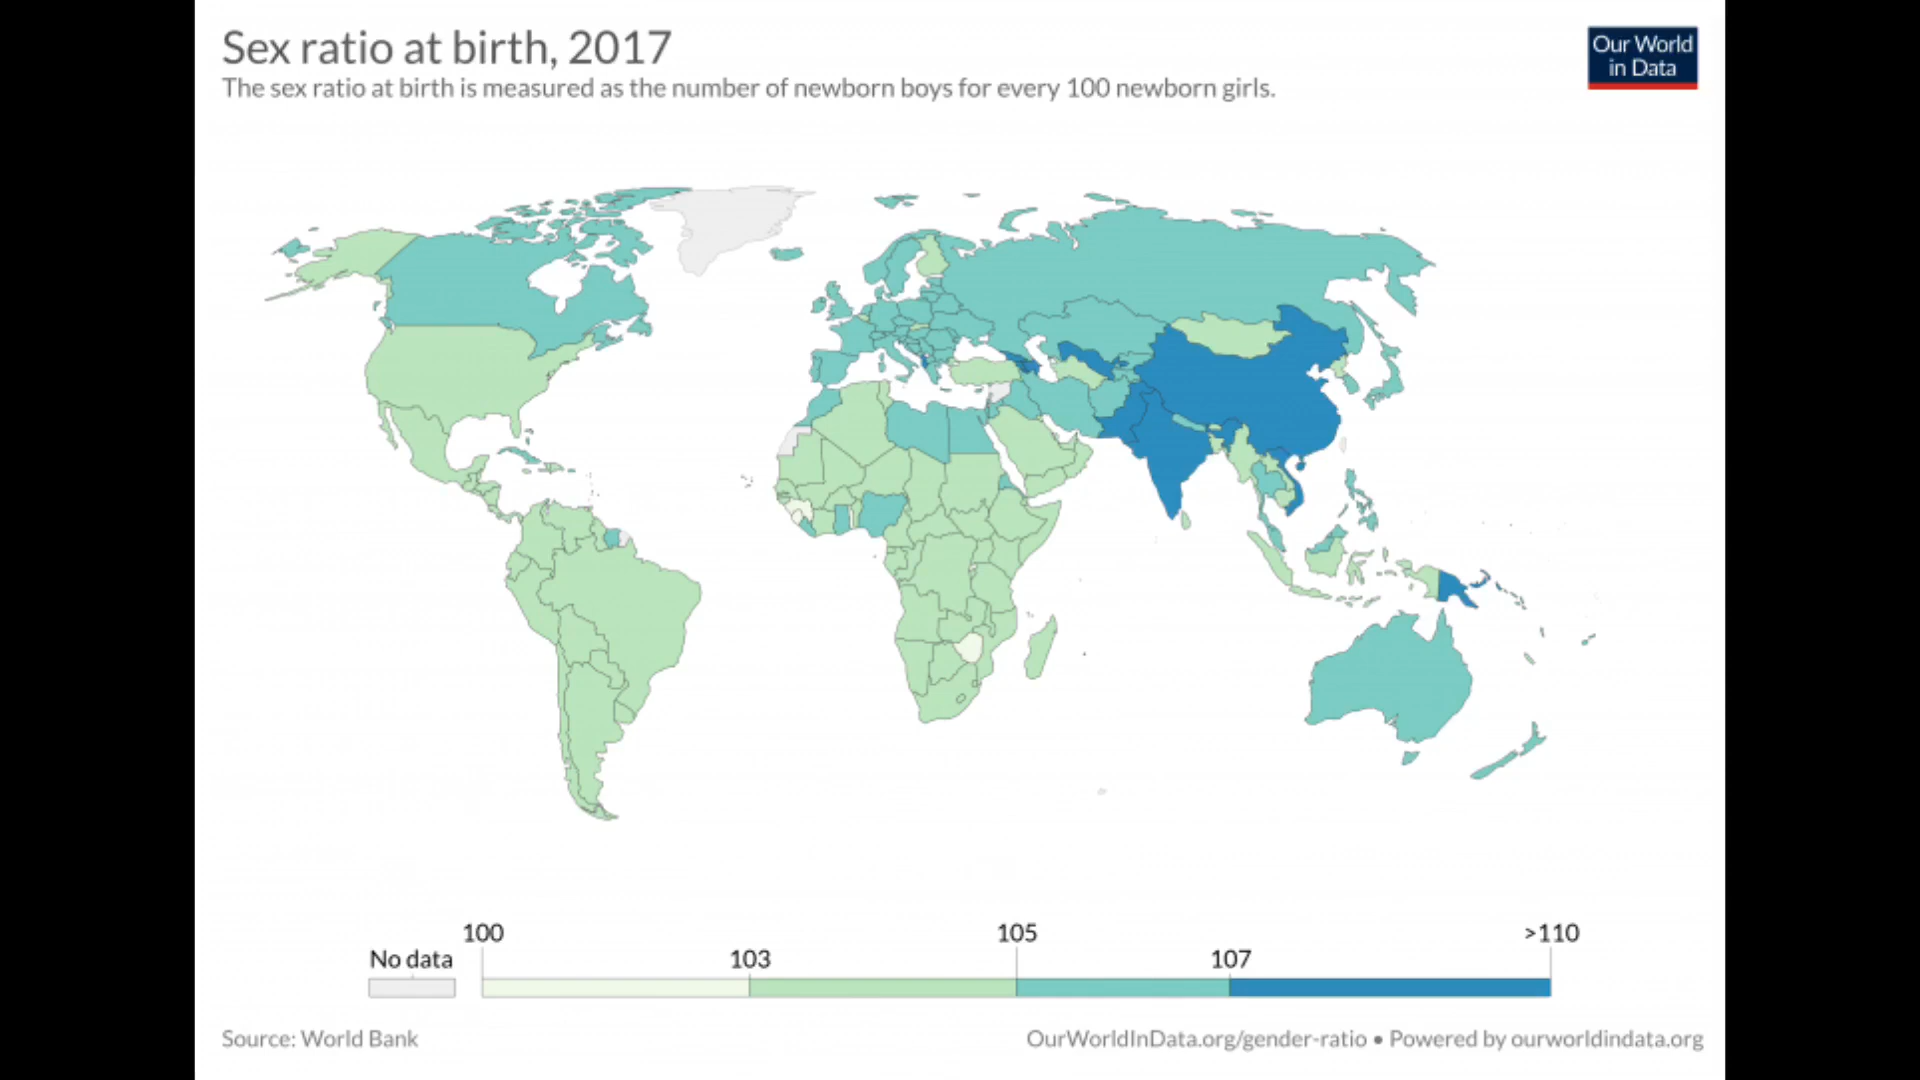 Sex ratio at birth, 2017
The sex ratio at birth is measured as the number of newborn boys for every 100 newborn girls.
Our World
in Data
No data
100
103
105
107
>110
Source: World Bank
OurWorldInData.org/gender-ratio • Powered by ourworldindata.org